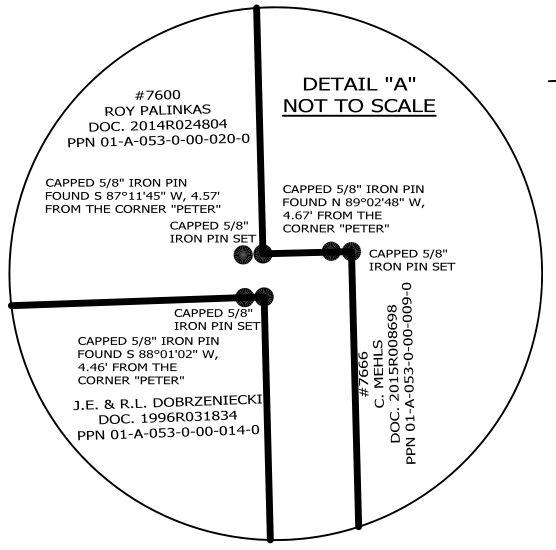 DETAIL "A"
NOT TO SCALE
#7600
ROY PALINKAS
DOC. 2014R024804
PPN 01-A-053-0-00-020-0
CAPPED 5/8" IRON PIN
FOUND S 87°11'45" W, 4.57'
FROM THE CORNER "PETER"
CAPPED 5/8"
IRON PIN SET
CAPPED 5/8" IRON PIN
FOUND N 89°02'48" W,
4.67' FROM THE
CORNER "PETER"
CAPPED 5/8"
IRON PIN SET
CAPPED 5/8"
IRON PIN SET
CAPPED 5/8" IRON PIN
FOUND S 88°01'02" W,
4.46' FROM THE
CORNER "PETER"
J.E. & R.L. DOBRZENIECKI
DOC. 1996R031834
PPN 01-A-053-0-00-014-0
#7666
C. MEHLS
DOC. 2015R008698
PPN 01-A-053-0-00-009-0